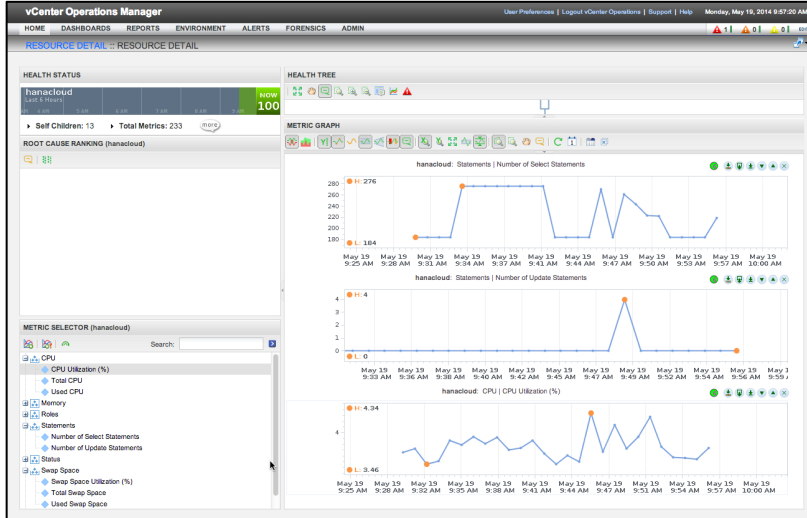 vCenter Operations Manager
User Preferences | Logout vCenter Operations | Support | Help Monday, May 19, 2014 9:57:20 AM
HOME DASHBOARDS REPORTS ENVIRONMENT ALERTS FORENSICS ADMIN
1 | 0 | 0 |
RESOURCE DETAIL :: RESOURCE DETAIL
HEALTH STATUS
hanacloud
Last 6 Hours
NOW
100
Self Children: 13 Total Metrics: 233 more
ROOT CAUSE RANKING (hanacloud)
METRIC SELECTOR (hanacloud)
Search:
CPU
CPU Utilization (%)
Total CPU
Used CPU
Memory
Roles
Statements
Number of Select Statements
Number of Update Statements
Status
Swap Space
Swap Space Utilization (%)
Total Swap Space
Used Swap Space
HEALTH TREE
METRIC GRAPH
hanacloud: Statements | Number of Select Statements
H: 276
280
260
240
220
200
180
L: 184
May 19 May 19 May 19 May 19 May 19 May 19 May 19 May 19 May 19 May 19 May 19 May 19
9:25 AM 9:28 AM 9:31 AM 9:34 AM 9:37 AM 9:41 AM 9:44 AM 9:47 AM 9:50 AM 9:53 AM 9:57 AM 10:00 AM
hanacloud: Statements | Number of Update Statements
H: 4
4
3
2
1
0
L: 0
May 19 May 19 May 19 May 19 May 19 May 19 May 19 May 19 May 19 May 19 May 19 May 1
9:33 AM 9:36 AM 9:38 AM 9:40 AM 9:42 AM 9:45 AM 9:47 AM 9:49 AM 9:52 AM 9:54 AM 9:56 AM 9:59
hanacloud: CPU | CPU Utilization (%)
H: 4.34
4
L: 3.46
May 19 May 19 May 19 May 19 May 19 May 19 May 19 May 19 May 19 May 19 May 19 May 19
9:25 AM 9:28 AM 9:32 AM 9:35 AM 9:38 AM 9:41 AM 9:44 AM 9:47 AM 9:51 AM 9:54 AM 9:57 AM 10:00 AM